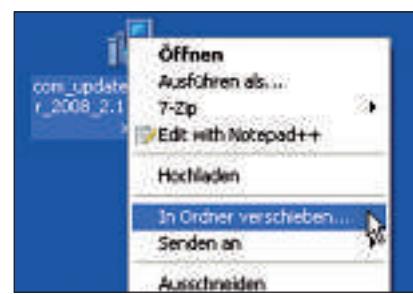 com_update
r_2008_2.1
Öffnen
Ausführen als...
7-Zip
Edit with Notepad++
Hochladen
In Ordner verschieben....
Senden an
Ausschneiden